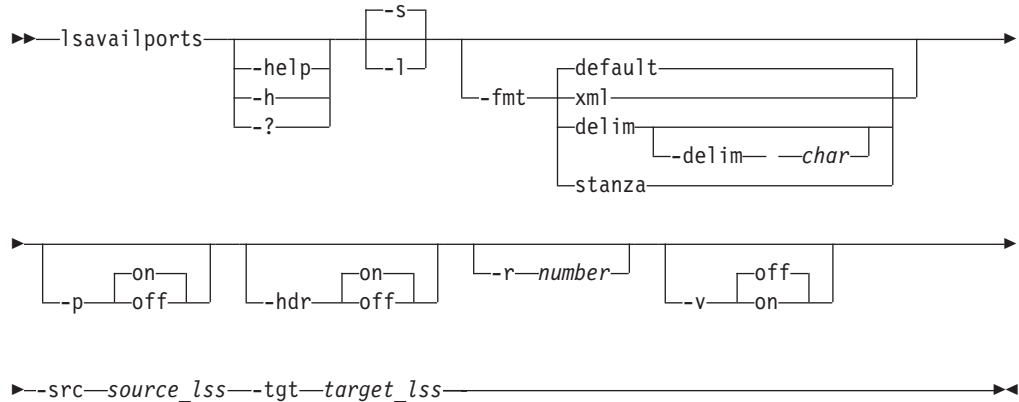 -s
lsavailports
-help
-l
-h
-?
default
-fmt
xml
delim
-delim char
stanza
on
-p
off
on
-hdr
off
-r number
off
-v
on
-src source_lss -tgt target_lss